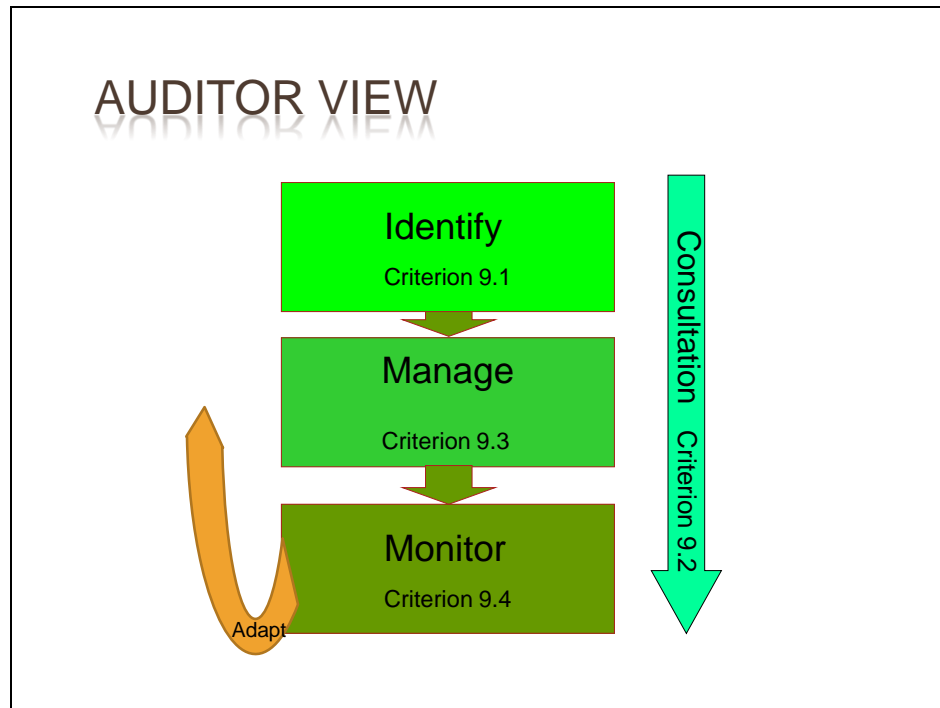 AUDITOR VIEW
Identify
Criterion 9.1
Manage
Criterion 9.3
Monitor
Criterion 9.4
Adapt
Consultation Criterion 9.2